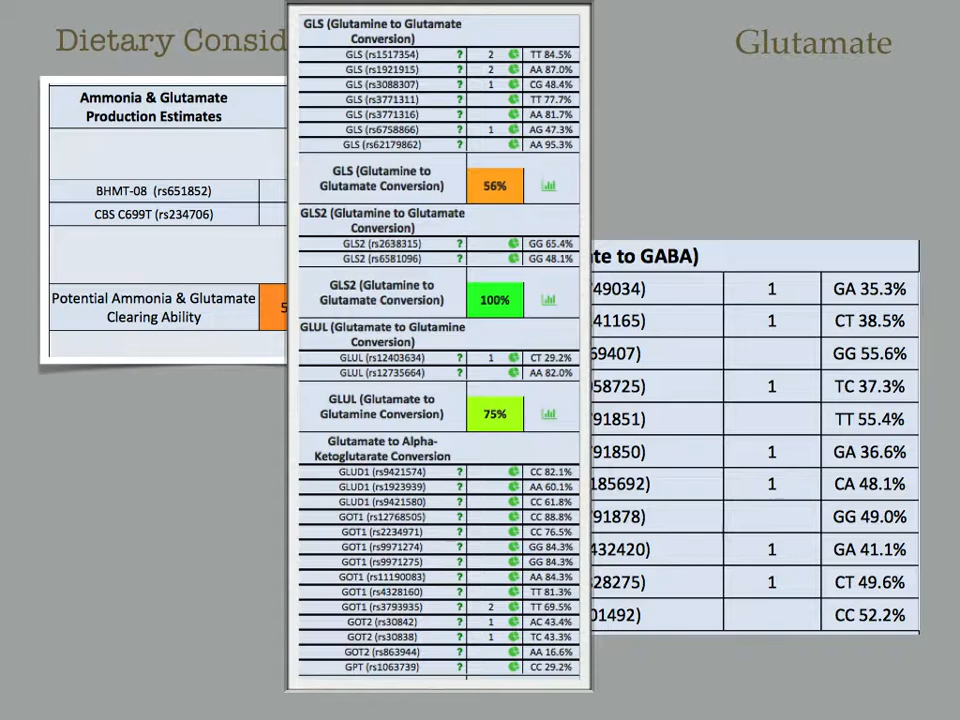 Dietary Consid
Glutamate
Ammonia & Glutamate
Production Estimates
BHMT-08 (rs651852)
CBS C699T (rs234706)
Potential Ammonia & Glutamate
Clearing Ability
5
GLS (Glutamine to Glutamate
Conversion)
GLS (rs1517354) ? 2 TT 84.5%
GLS (rs1921915) ? 2 AA 87.0%
GLS (rs3088307) ? 1 CG 48.4%
GLS (rs3771311) ? TT 77.7%
GLS (rs3771316) ? AA 81.7%
GLS (rs6758866) ? 1 AG 47.3%
GLS (rs62179862) ? AA 95.3%
GLS (Glutamine to
Glutamate Conversion) 56%
GLS2 (Glutamine to Glutamate
Conversion)
GLS2 (rs2638315) ? GG 65.4%
GLS2 (rs6581096) ? GG 48.1%
GLS2 (Glutamine to
Glutamate Conversion) 100%
GLUL (Glutamate to Glutamine
Conversion)
GLUL (rs12403634) ? 1 CT 29.2%
GLUL (rs12735664) ? AA 82.0%
GLUL (Glutamate to
Glutamine Conversion) 75%
Glutamate to Alpha-
Ketoglutarate Conversion
GLUD1 (rs9421574) ? CC 82.1%
GLUD1 (rs1923939) ? AA 60.1%
GLUD1 (rs9421580) ? CC 61.8%
GOT1 (rs12768505) ? CC 88.8%
GOT1 (rs2234971) ? CC 76.5%
GOT1 (rs9971274) ? GG 84.3%
GOT1 (rs9971275) ? GG 84.3%
GOT1 (rs11190083) ? AA 84.3%
GOT1 (rs4328160) ? TT 81.3%
GOT1 (rs3793935) ? 2 TT 69.5%
GOT2 (rs30842) ? 1 AC 43.4%
GOT2 (rs30838) ? 1 TC 43.3%
GOT2 (rs863944) ? AA 16.6%
GPT (rs1063739) ? CC 29.2%
te to GABA)
49034) 1 GA 35.3%
41165) 1 CT 38.5%
69407) GG 55.6%
58725) 1 TC 37.3%
91851) TT 55.4%
91850) 1 GA 36.6%
185692) 1 CA 48.1%
91878) GG 49.0%
432420) 1 GA 41.1%
28275) 1 CT 49.6%
01492) CC 52.2%